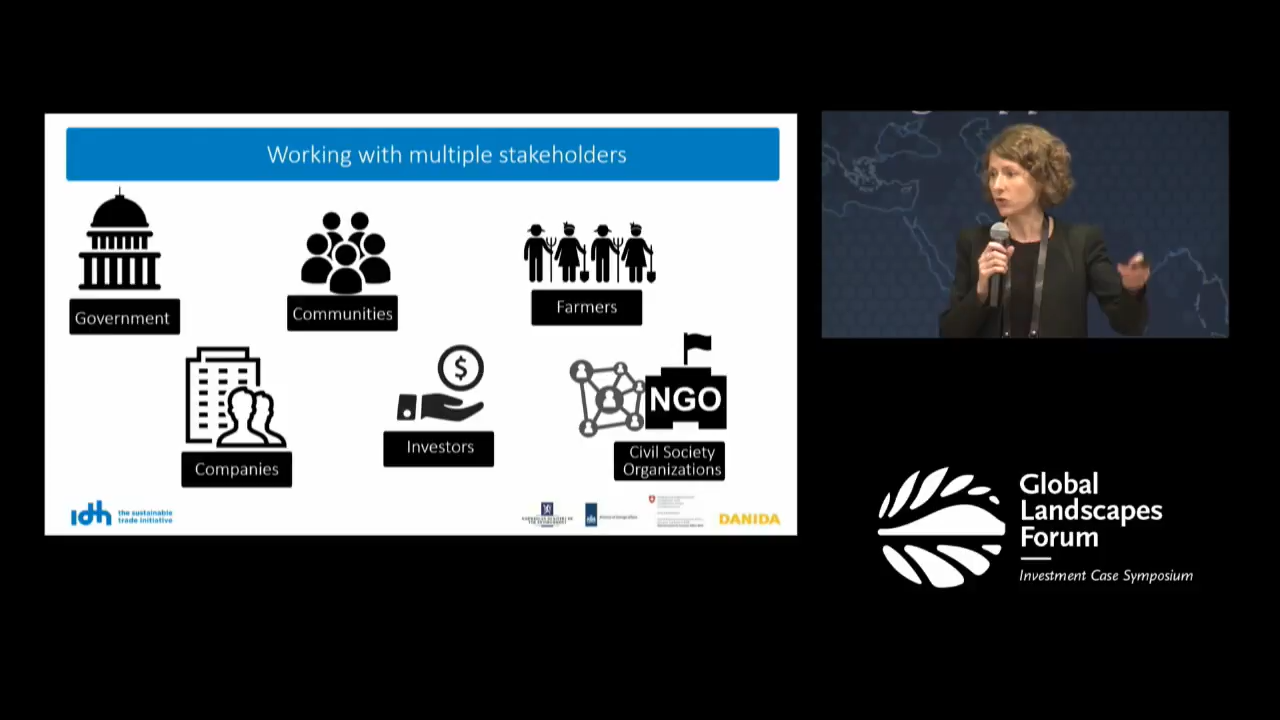 Working with multiple stakeholders
Government
Communities
Farmers
NGO
Companies
Investors
Civil Society
Organizations
idh
the sustainable
trade initiative
DANIDA
Global
Landscapes
Forum
Investment Case Symposium